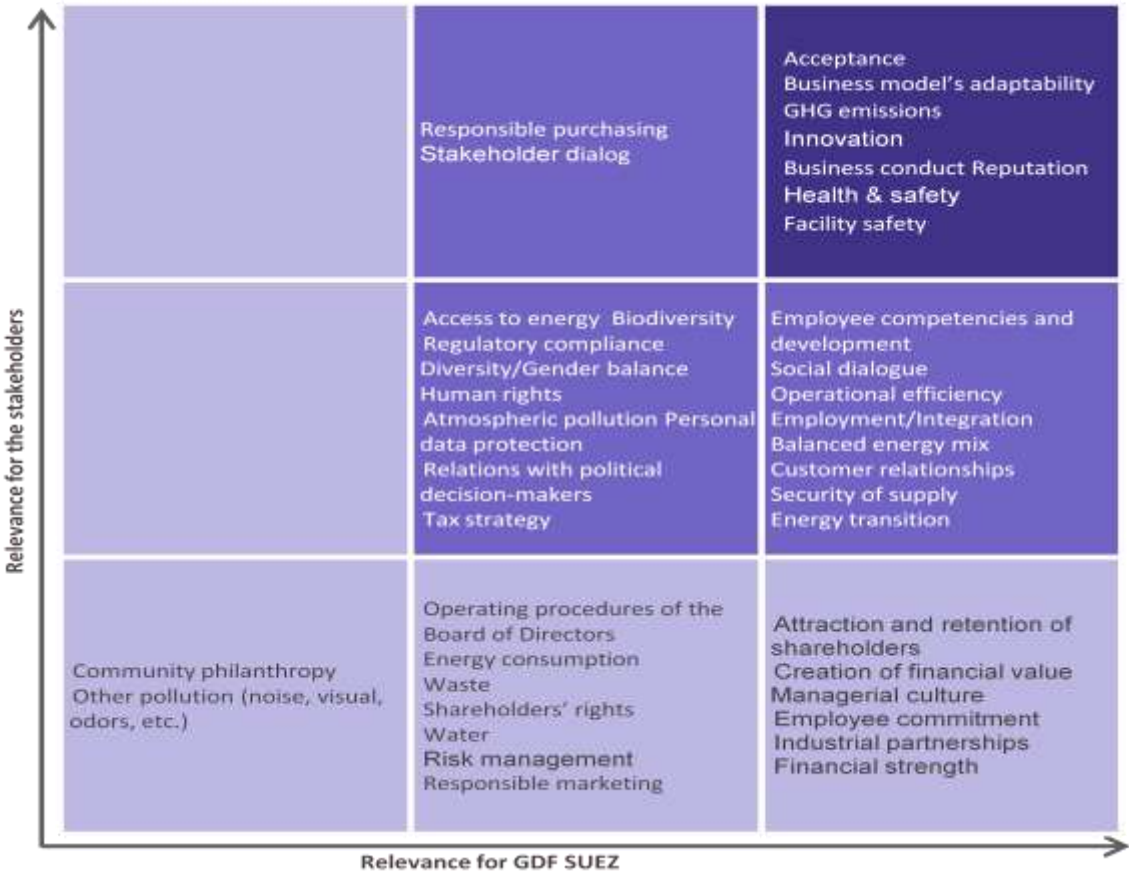 Relevance for the stakeholders
Responsible purchasing
Stakeholder dialog
Acceptance
Business model's adaptability
GHG emissions
Innovation
Business conduct Reputation
Health & safety
Facility safety
Access to energy Biodiversity
Regulatory compliance
Diversity/Gender balance
Human rights
Atmospheric pollution Personal
data protection
Relations with political
decision-makers
Tax strategy
Employee competencies and
development
Social dialogue
Operational efficiency
Employment/Integration
Balanced energy mix
Customer relationships
Security of supply
Energy transition
Community philanthropy
Other pollution (noise, visual,
odors, etc.)
Operating procedures of the
Board of Directors
Energy consumption
Waste
Shareholders' rights
Water
Risk management
Responsible marketing
Attraction and retention of
shareholders
Creation of financial value
Managerial culture
Employee commitment
Industrial partnerships
Financial strength
Relevance for GDF SUEZ